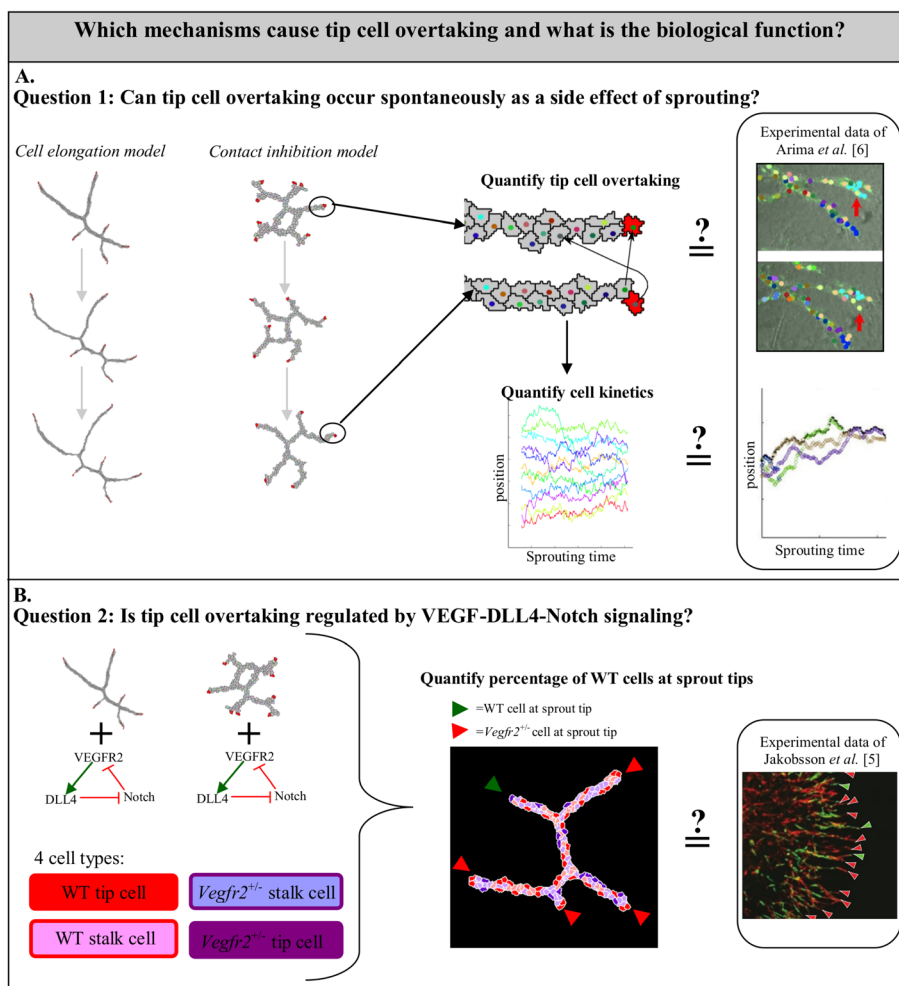 Which mechanisms cause tip cell overtaking and what is the biological function?
A.
Question 1: Can tip cell overtaking occur spontaneously as a side effect of sprouting?
Cell elongation model
Contact inhibition model
Quantify tip cell overtaking
?
=
Experimental data of
Arima et al. [6]
Quantify cell kinetics
position
Sprouting time
?
=
position
Sprouting time
B.
Question 2: Is tip cell overtaking regulated by VEGF-DLL4-Notch signaling?
+
VEGFR2
DLL4
Notch
+
VEGFR2
DLL4
Notch
4 cell types:
WT tip cell
Vegfr2+/- stalk cell
WT stalk cell
Vegfr2+/- tip cell
Quantify percentage of WT cells at sprout tips
=WT cell at sprout tip
=Vegfr2+/- cell at sprout tip
?
=
Experimental data of
Jakobsson et al. [5]